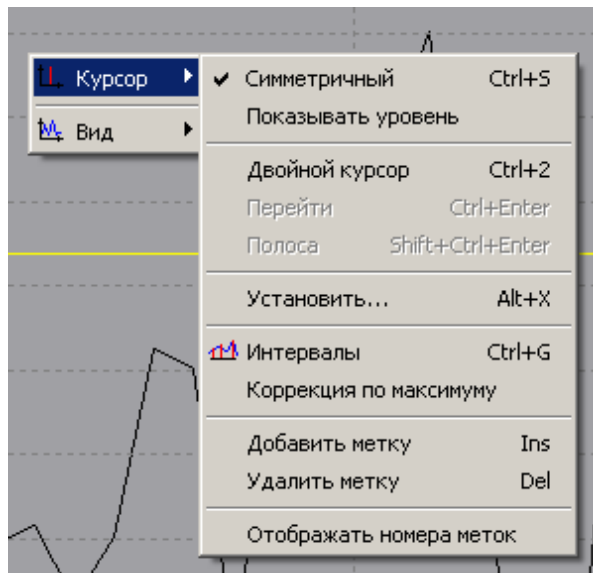 Курсор
Вид
Симметричный Ctrl+S
Показывать уровень
Двойной курсор Ctrl+2
Перейти Ctrl+Enter
Полоса Shift+Ctrl+Enter
Установить... Alt+X
Интервалы Ctrl+G
Коррекция по максимуму
Добавить метку Ins
Удалить метку Del
Отображать номера меток